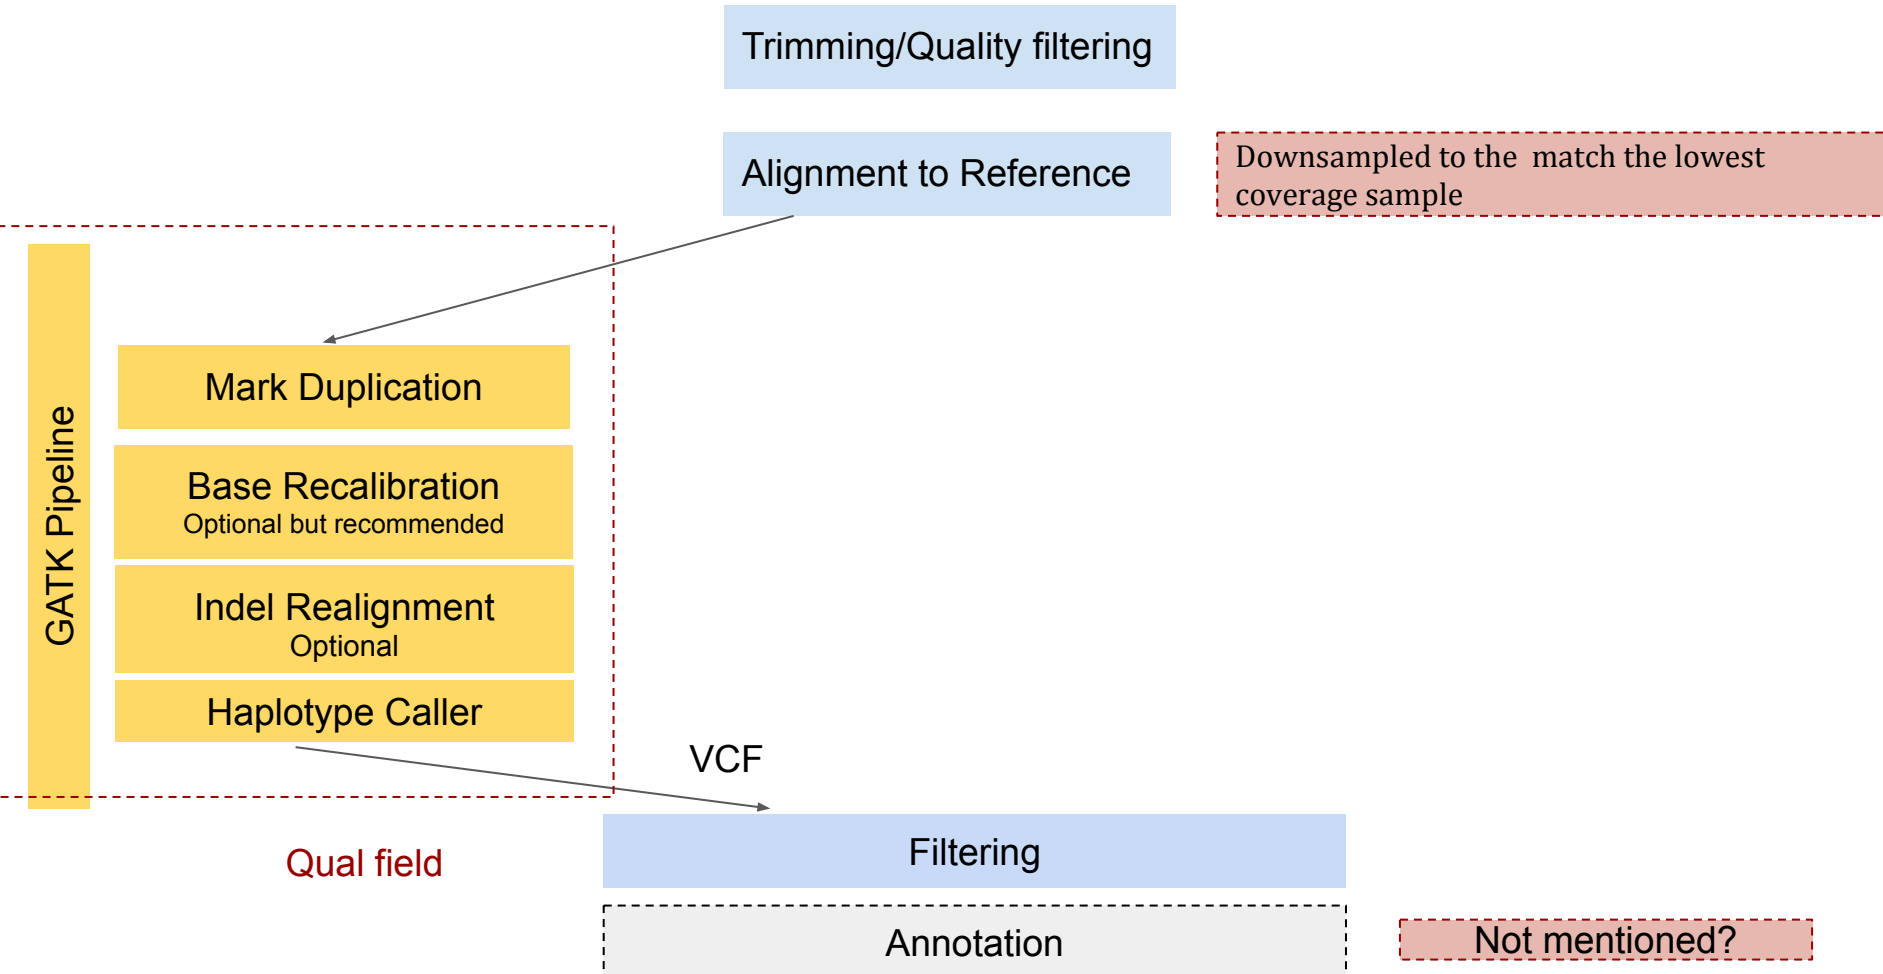 Trimming/Quality filtering
Alignment to Reference
Downsampled to the  match the lowest
coverage sample
GATK Pipeline
Mark Duplication
Base Recalibration
Optional but recommended
Indel Realignment
Optional
Haplotype Caller
VCF
Qual field
Filtering
Annotation
Not mentioned?